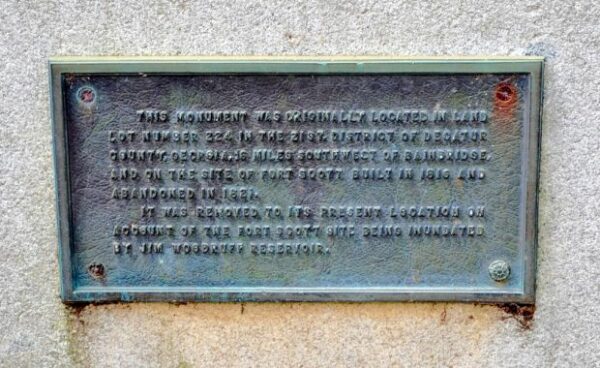 THIS MONUMENT WAS ORIGINALLY LOCATED IN LAND
LOT NUMBER 224 IN THE 21ST. DISTRICT OF DECATUR
COUNTY, GEORGIA, 16 MILES SOUTHWEST OF BAINBRIDGE,
AND ON THE SITE OF FORT SCOTT BUILT IN 1816 AND
ABANDONED IN 1821.
IT WAS REMOVED TO ITS PRESENT LOCATION ON
ACCOUNT OF THE FORT SCOTT SITE BEING INUNDATED
BY JIM WOODRUFF RESERVOIR.